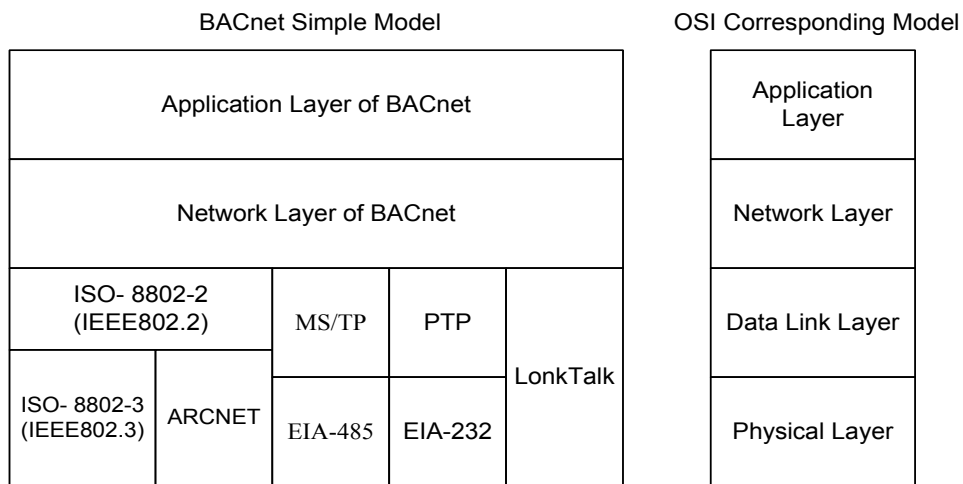 BACnet Simple Model
OSI Corresponding Model
Application Layer of BACnet
Application
Layer
Network Layer of BACnet
Network Layer
ISO- 8802-2
(IEEE802.2)
MS/TP
PTP
LonkTalk
Data Link Layer
ISO- 8802-3
(IEEE802.3)
ARCNET
EIA-485
EIA-232
Physical Layer